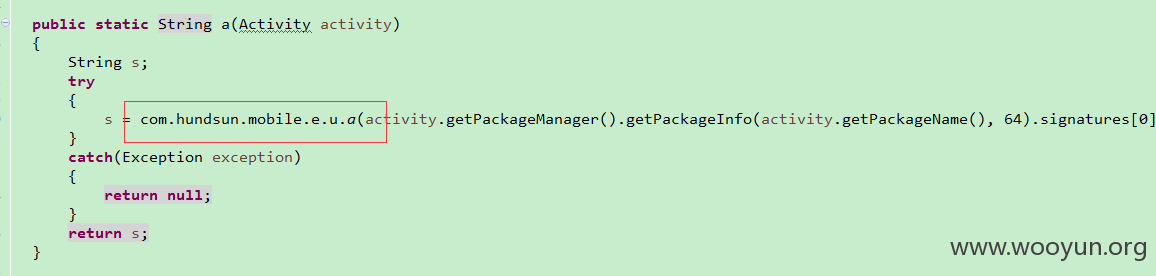 public static String a(Activity activity)
{
String s;
try
{
s = com.hundsun.mobile.e.u.a(activity.getPackageManager().getPackageInfo(activity.getPackageName(), 64).signatures[0]
}
catch(Exception exception)
{
return null;
}
return s;
}
www.wooyun.org